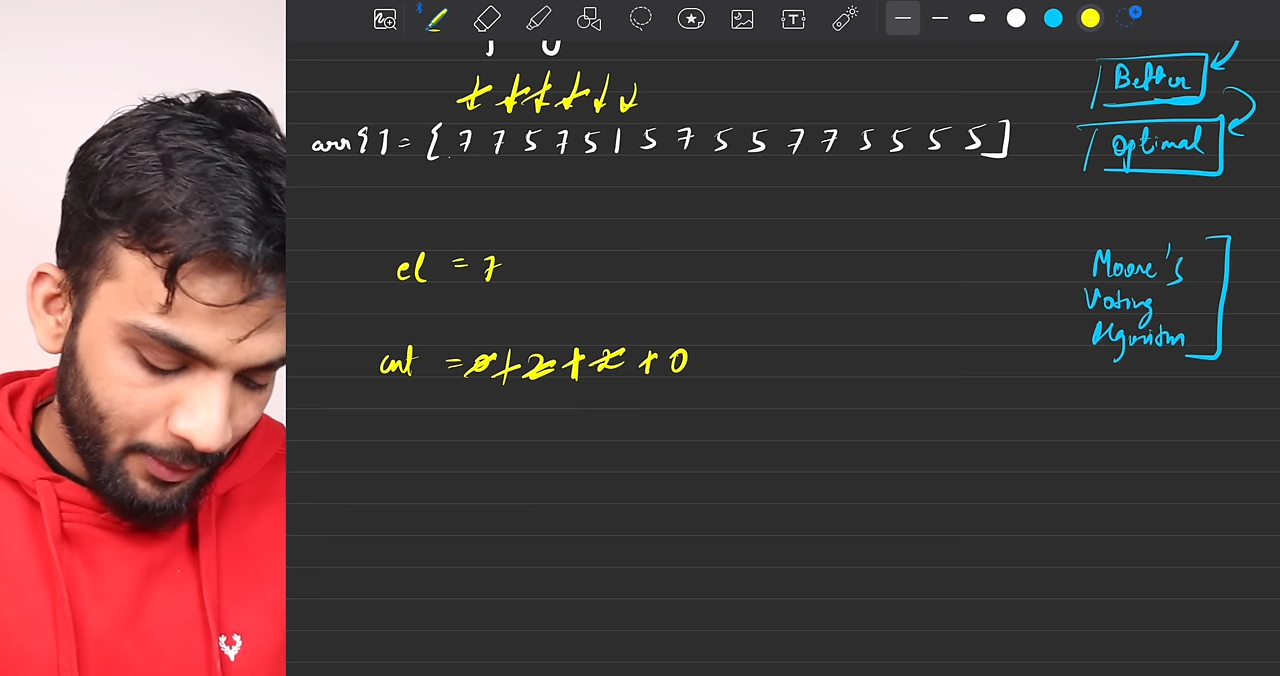 Better
Optimal
arr[] = [ 7 7 5 7 5 1 5 7 5 5 7 7 5 5 5 5 ]
el = 7
Moore's
Voting
Algorithm
cnt = 0 1 2 1 2 1 0